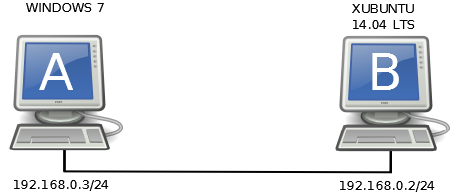 WINDOWS 7
XUBUNTU
14.04 LTS
A
B
192.168.0.3/24
192.168.0.2/24